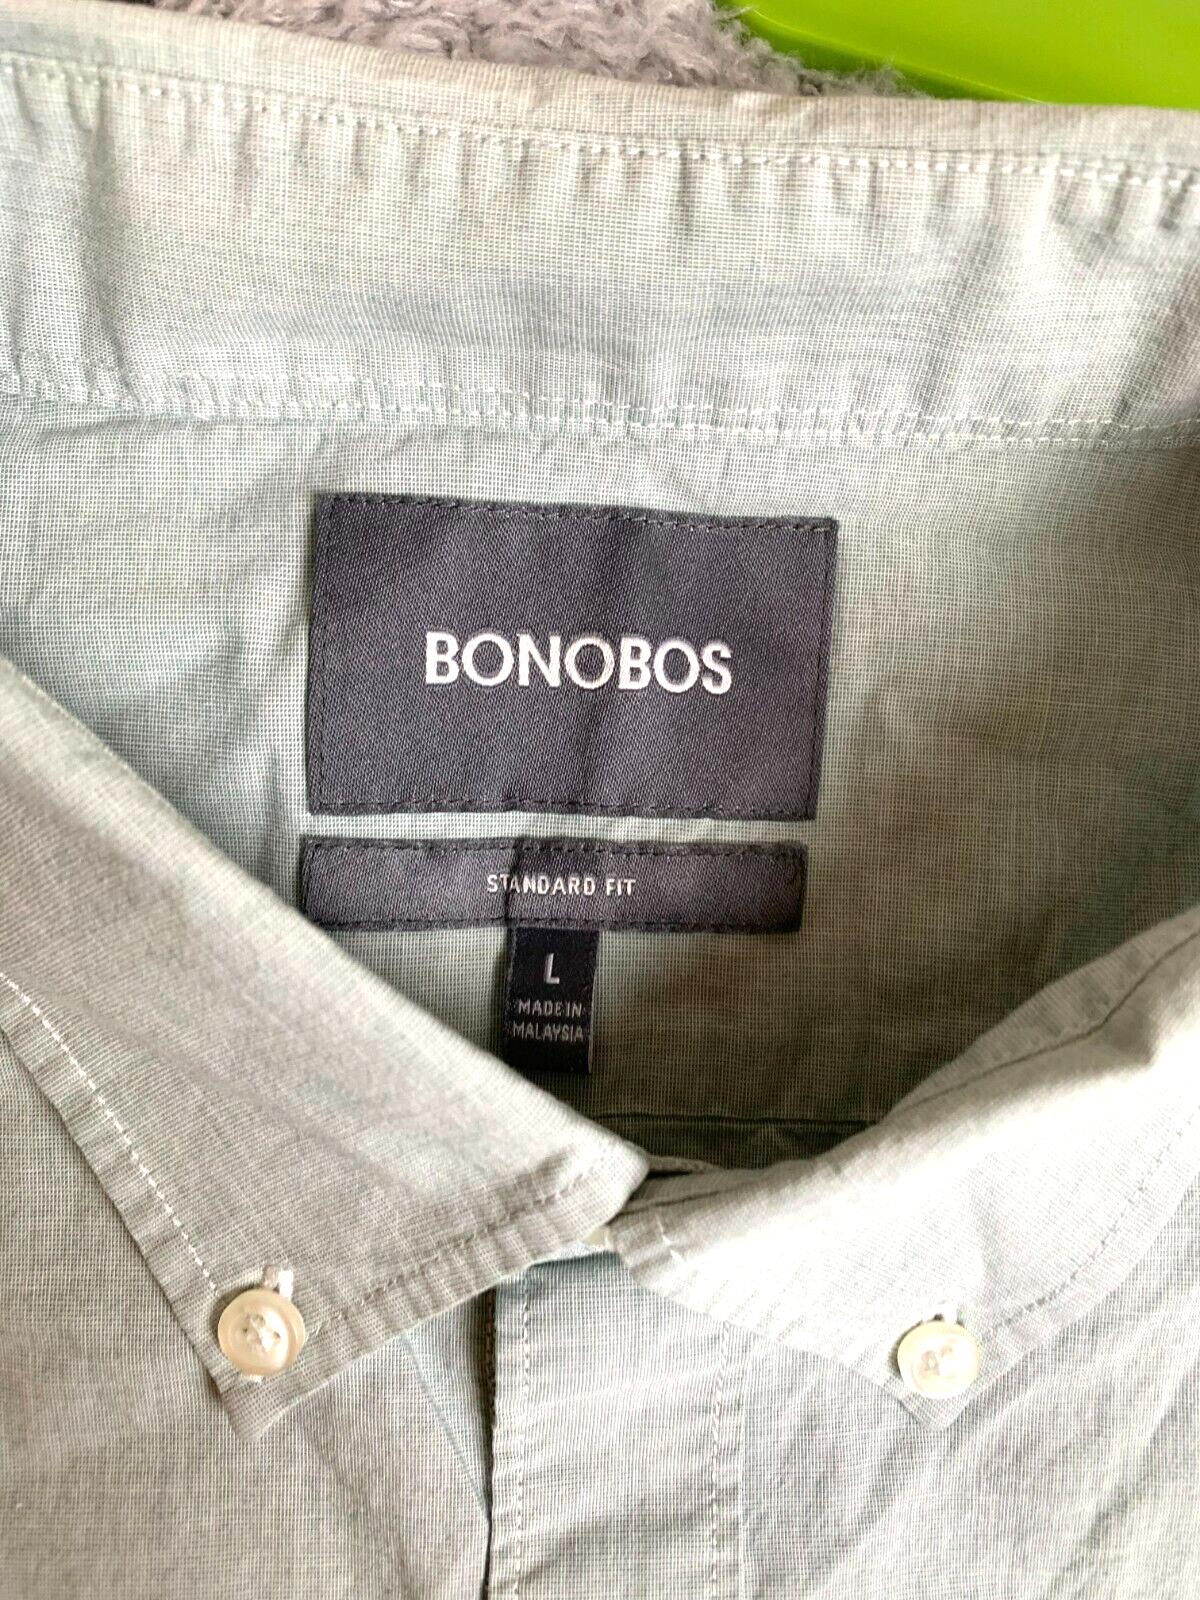 BONOBOS
STANDARD FIT
L
MADE IN
MALAYSIA